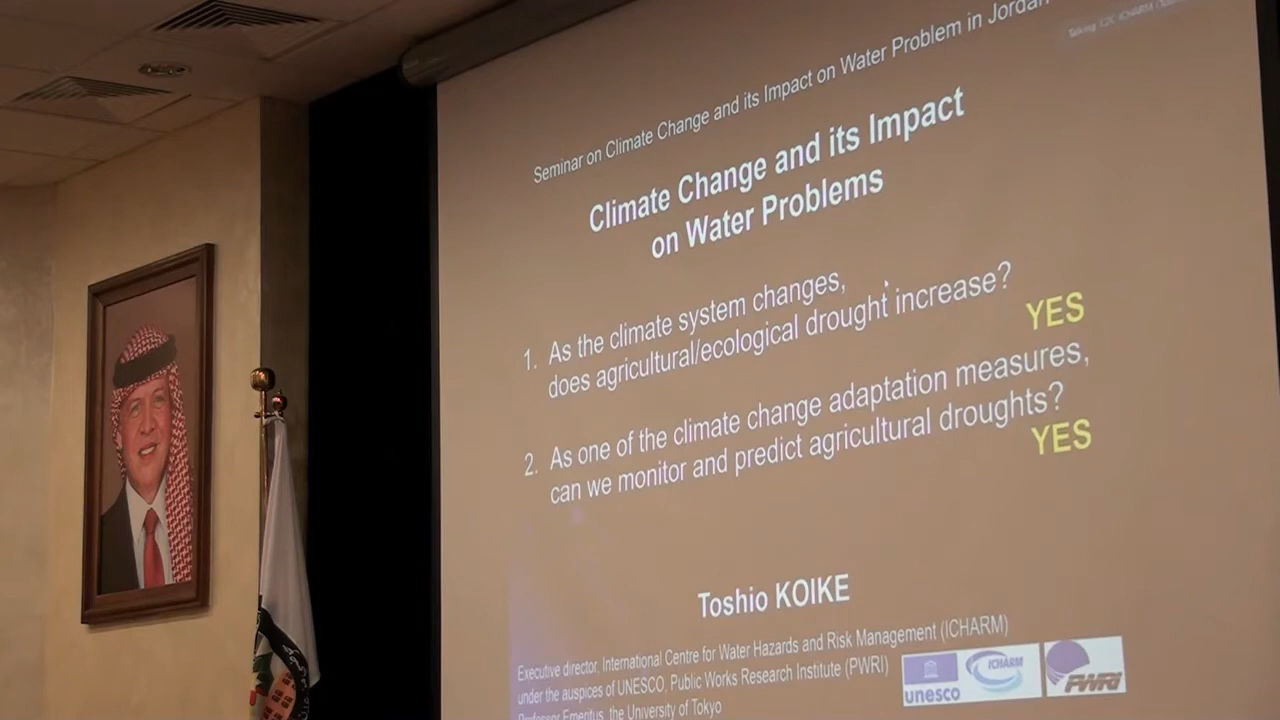 Seminar on Climate Change and its Impact on Water Problem in Jordan
Climate Change and its Impact
on Water Problems
1. As the climate system changes,
does agricultural/ecological drought increase?
YES
2. As one of the climate change adaptation measures,
can we monitor and predict agricultural droughts?
YES
Toshio KOIKE
Executive director, International Centre for Water Hazards and Risk Management (ICHARM)
under the auspices of UNESCO, Public Works Research Institute (PWRI)
Professor Emeritus, the University of Tokyo
unesco
ICHARM
PWRI